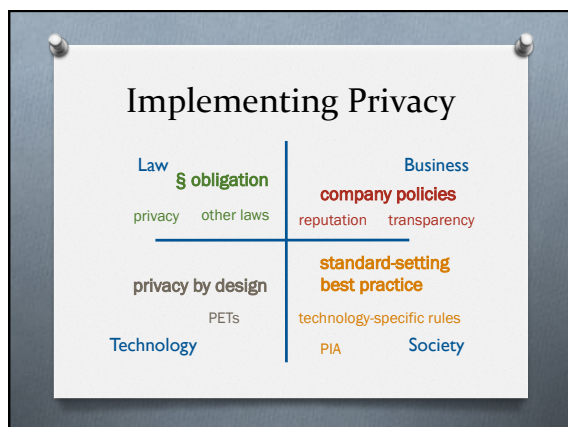 Implementing Privacy
Law
§ obligation
privacy other laws
Business
company policies
reputation transparency
privacy by design
PETs
Technology
standard-setting
best practice
technology-specific rules
PIA
Society